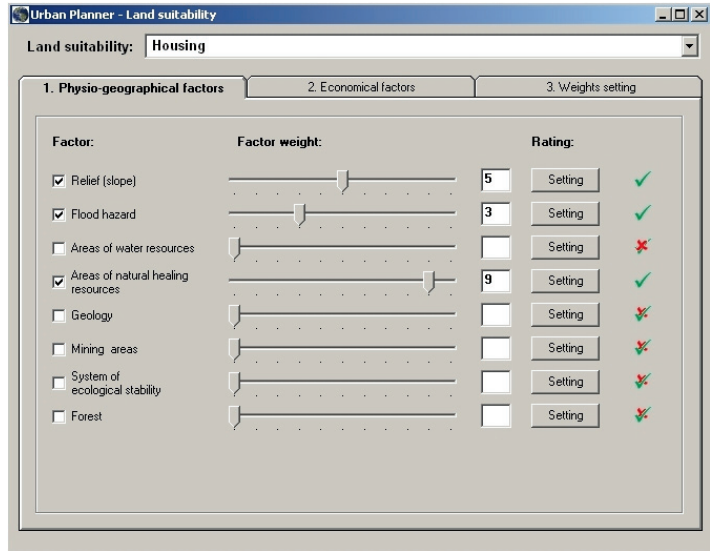 Urban Planner - Land suitability
Land suitability: Housing
1. Physio-geographical factors 2. Economical factors 3. Weights setting
Factor: Factor weight: Rating:
Relief (slope) 5 Setting
Flood hazard 3 Setting
Areas of water resources Setting
Areas of natural healing
resources 9 Setting
Geology Setting
Mining areas Setting
System of
ecological stability Setting
Forest Setting